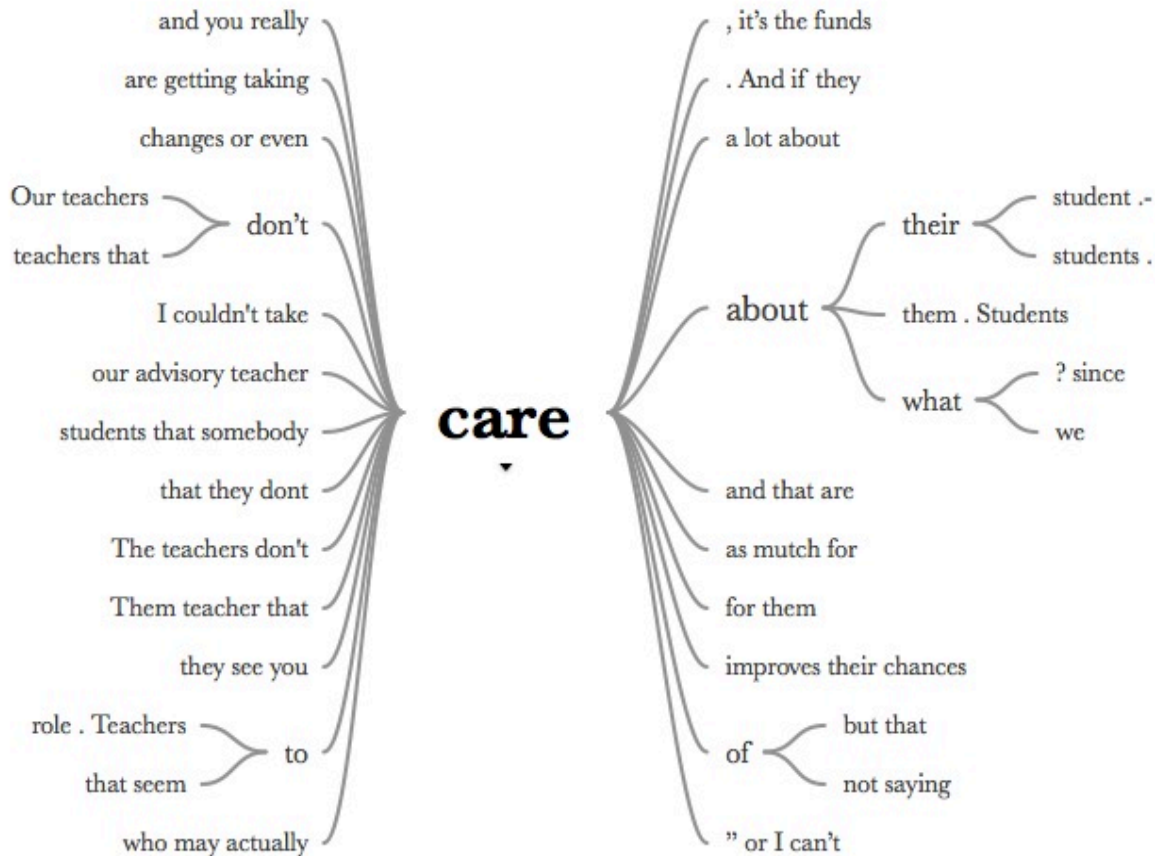 and you really
are getting taking
changes or even
Our teachers
teachers that
don’t
I couldn't take
our advisory teacher
students that somebody
that they dont
The teachers don't
Them teacher that
they see you
role . Teachers
that seem
to
who may actually
care
, it’s the funds
. And if they
a lot about
about
their
student .-
students .
them . Students
what
? since
we
and that are
as mutch for
for them
improves their chances
of
but that
not saying
” or I can’t